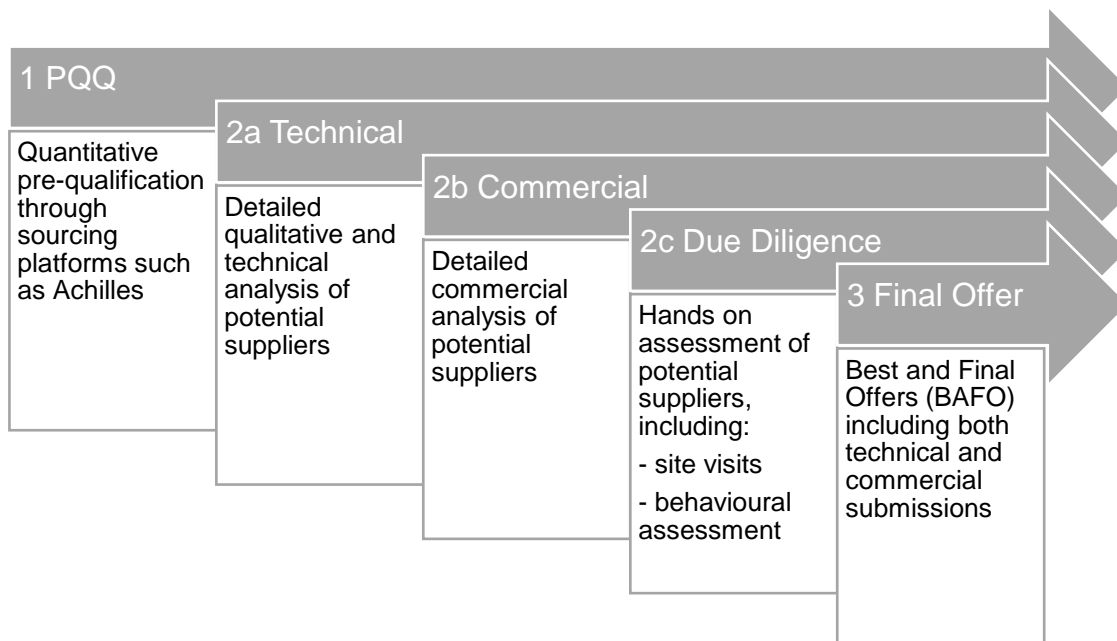 1 PQQ
Quantitative
pre-qualification
through
sourcing
platforms such
as Achilles
2a Technical
Detailed
qualitative and
technical
analysis of
potential
suppliers
2b Commercial
Detailed
commercial
analysis of
potential
suppliers
2c Due Diligence
Hands on
assessment of
potential
suppliers,
including:
- site visits
- behavioural
assessment
3 Final Offer
Best and Final
Offers (BAFO)
including both
technical and
commercial
submissions